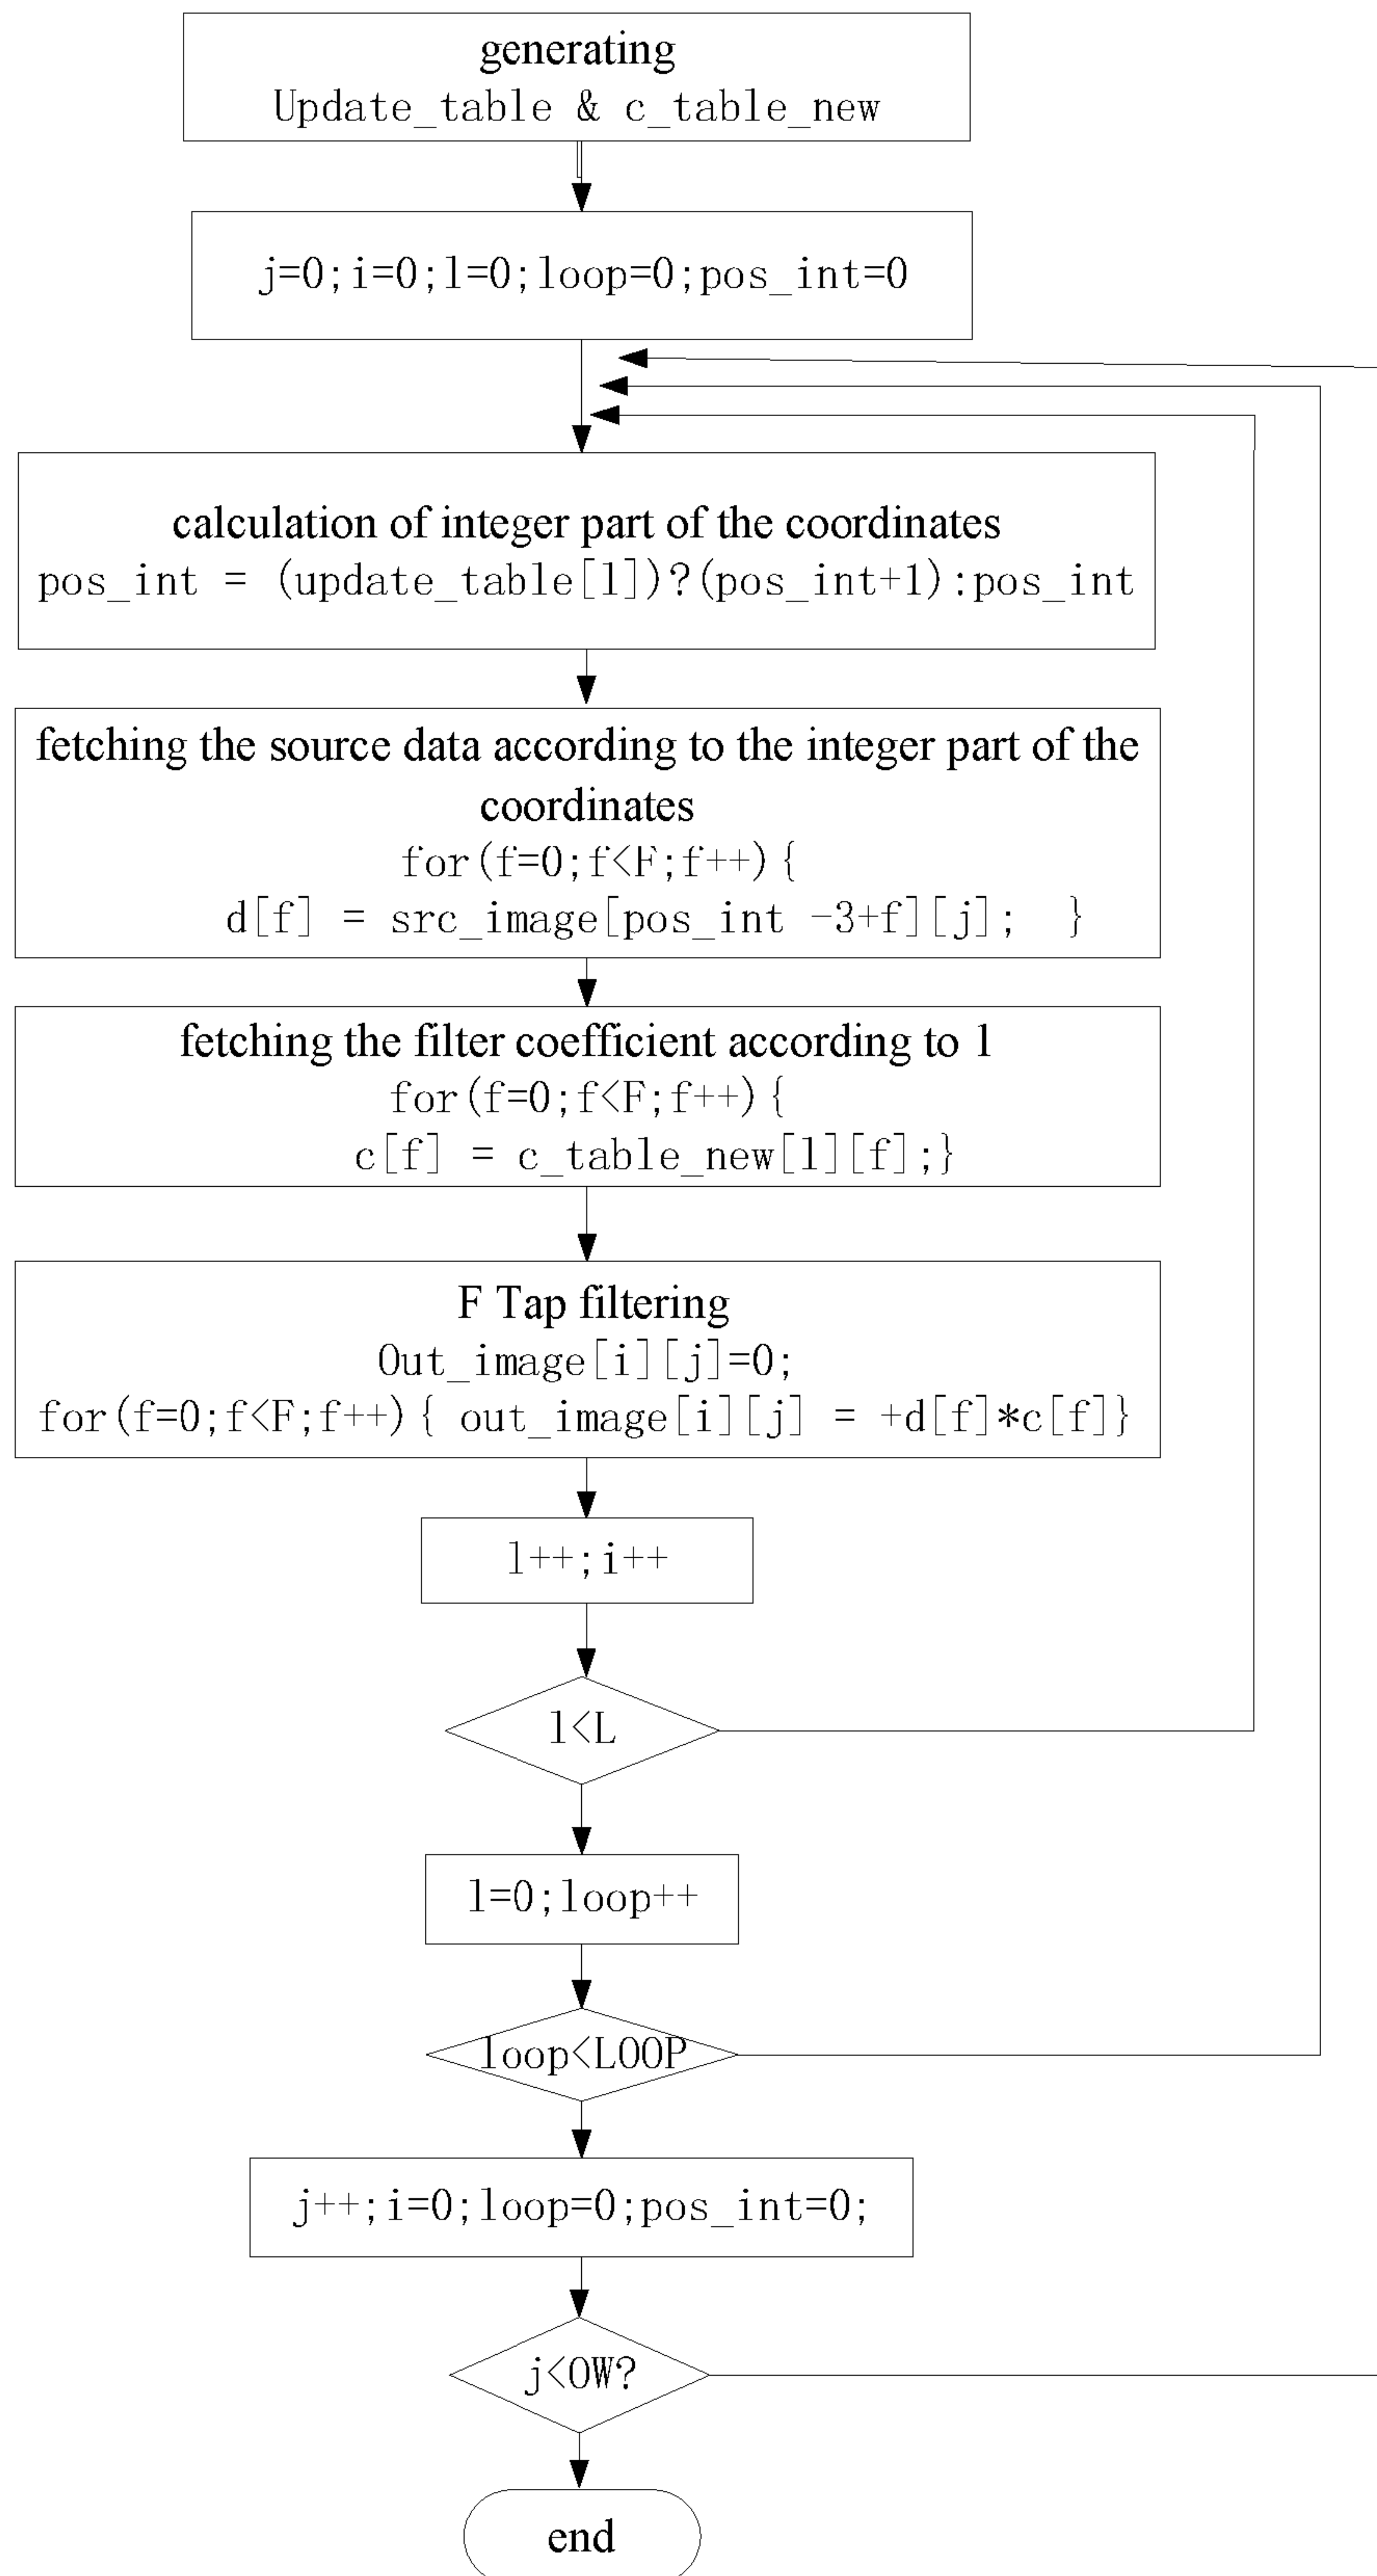 generating
Update_table & c_table_new
j=0;i=0;l=0;loop=0;pos_int=0
calculation of integer part of the coordinates
pos_int = (update_table[l])?(pos_int+1):pos_int
fetching the source data according to the integer part of the
coordinates
for(f=0;f<F;f++){
d[f] = src_image[pos_int -3+f][j];  }
fetching the filter coefficient according to l
for(f=0;f<F;f++){
c[f] = c_table_new[l][f];}
F Tap filtering
Out_image[i][j]=0;
for(f=0;f<F;f++){ out_image[i][j] = +d[f]*c[f]}
l++;i++
l<L
l=0;loop++
loop<LOOP
j++;i=0;loop=0;pos_int=0;
j<OW?
end